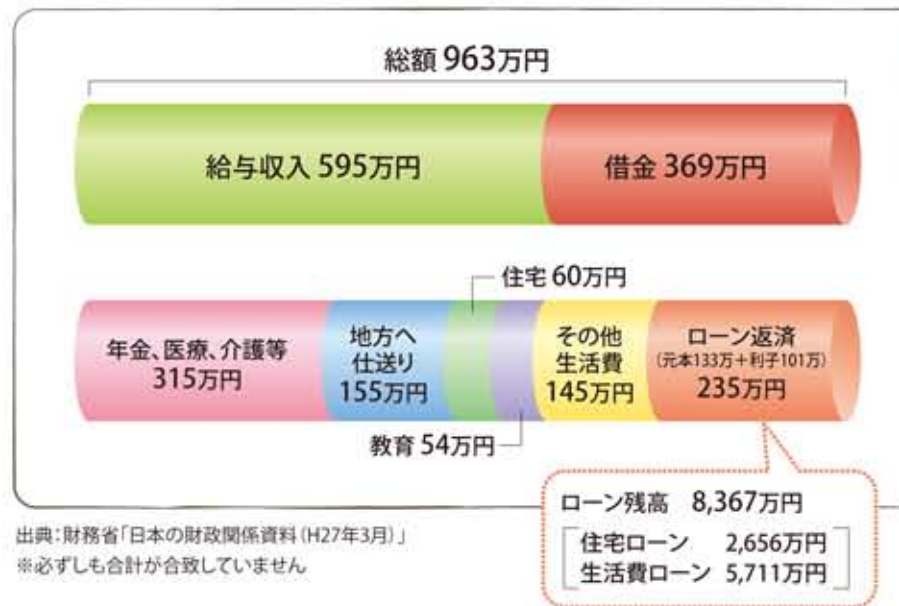 総額 963万円
給与収入 595万円
借金 369万円
住宅 60万円
年金、医療、介護等
315万円
地方へ
仕送り
155万円
その他
生活費
145万円
ローン返済
(元本133万+利子101万)
235万円
教育 54万円
ローン残高 8,367万円
住宅ローン 2,656万円
生活費ローン 5,711万円
出典:財務省「日本の財政関係資料(H27年3月)」
※必ずしも合計が合致していません